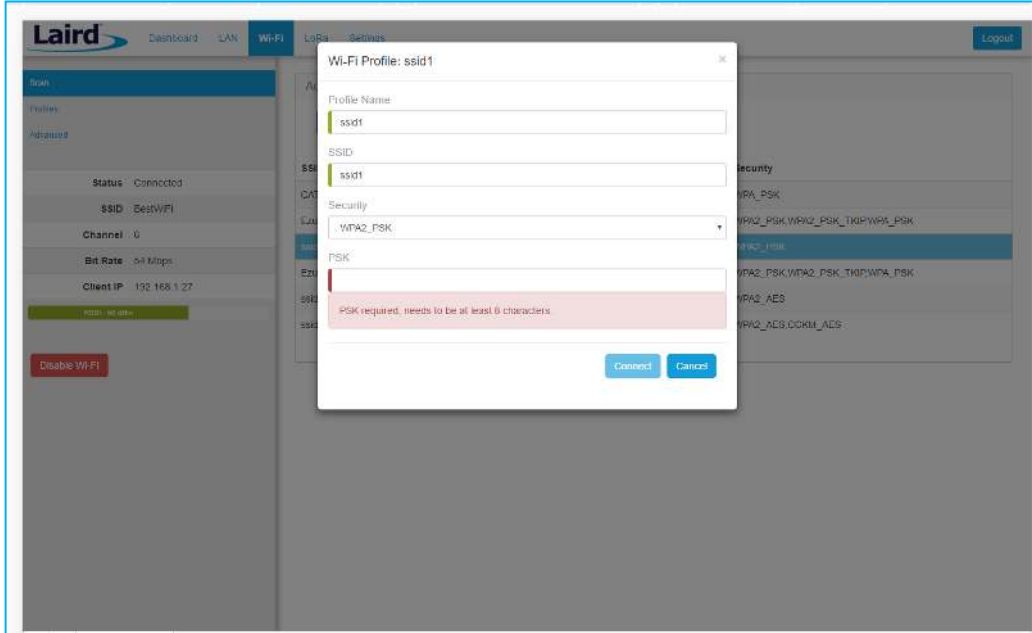 Laird
Dashboard LAN Wi-Fi LoRa Settings Logout
Wi-Fi Profile: ssid1 ×
Scan
Profiles
Advanced
Profile Name
ssid1
SSID
ssid1
Security
WPA2_PSK
PSK
PSK required, needs to be at least 8 characters.
Connect Cancel
Status Connected
SSID BestWiFi
Channel 6
Bit Rate 54 Mbps
Client IP 192.168.1.27
Disable Wi-Fi
Security
WPA_PSK
WPA2_PSK,WPA2_PSK_TKIP,WPA_PSK
WPA2_PSK
WPA2_PSK,WPA2_PSK_TKIP,WPA_PSK
WPA2_AES
WPA2_AES,CCKM_AES